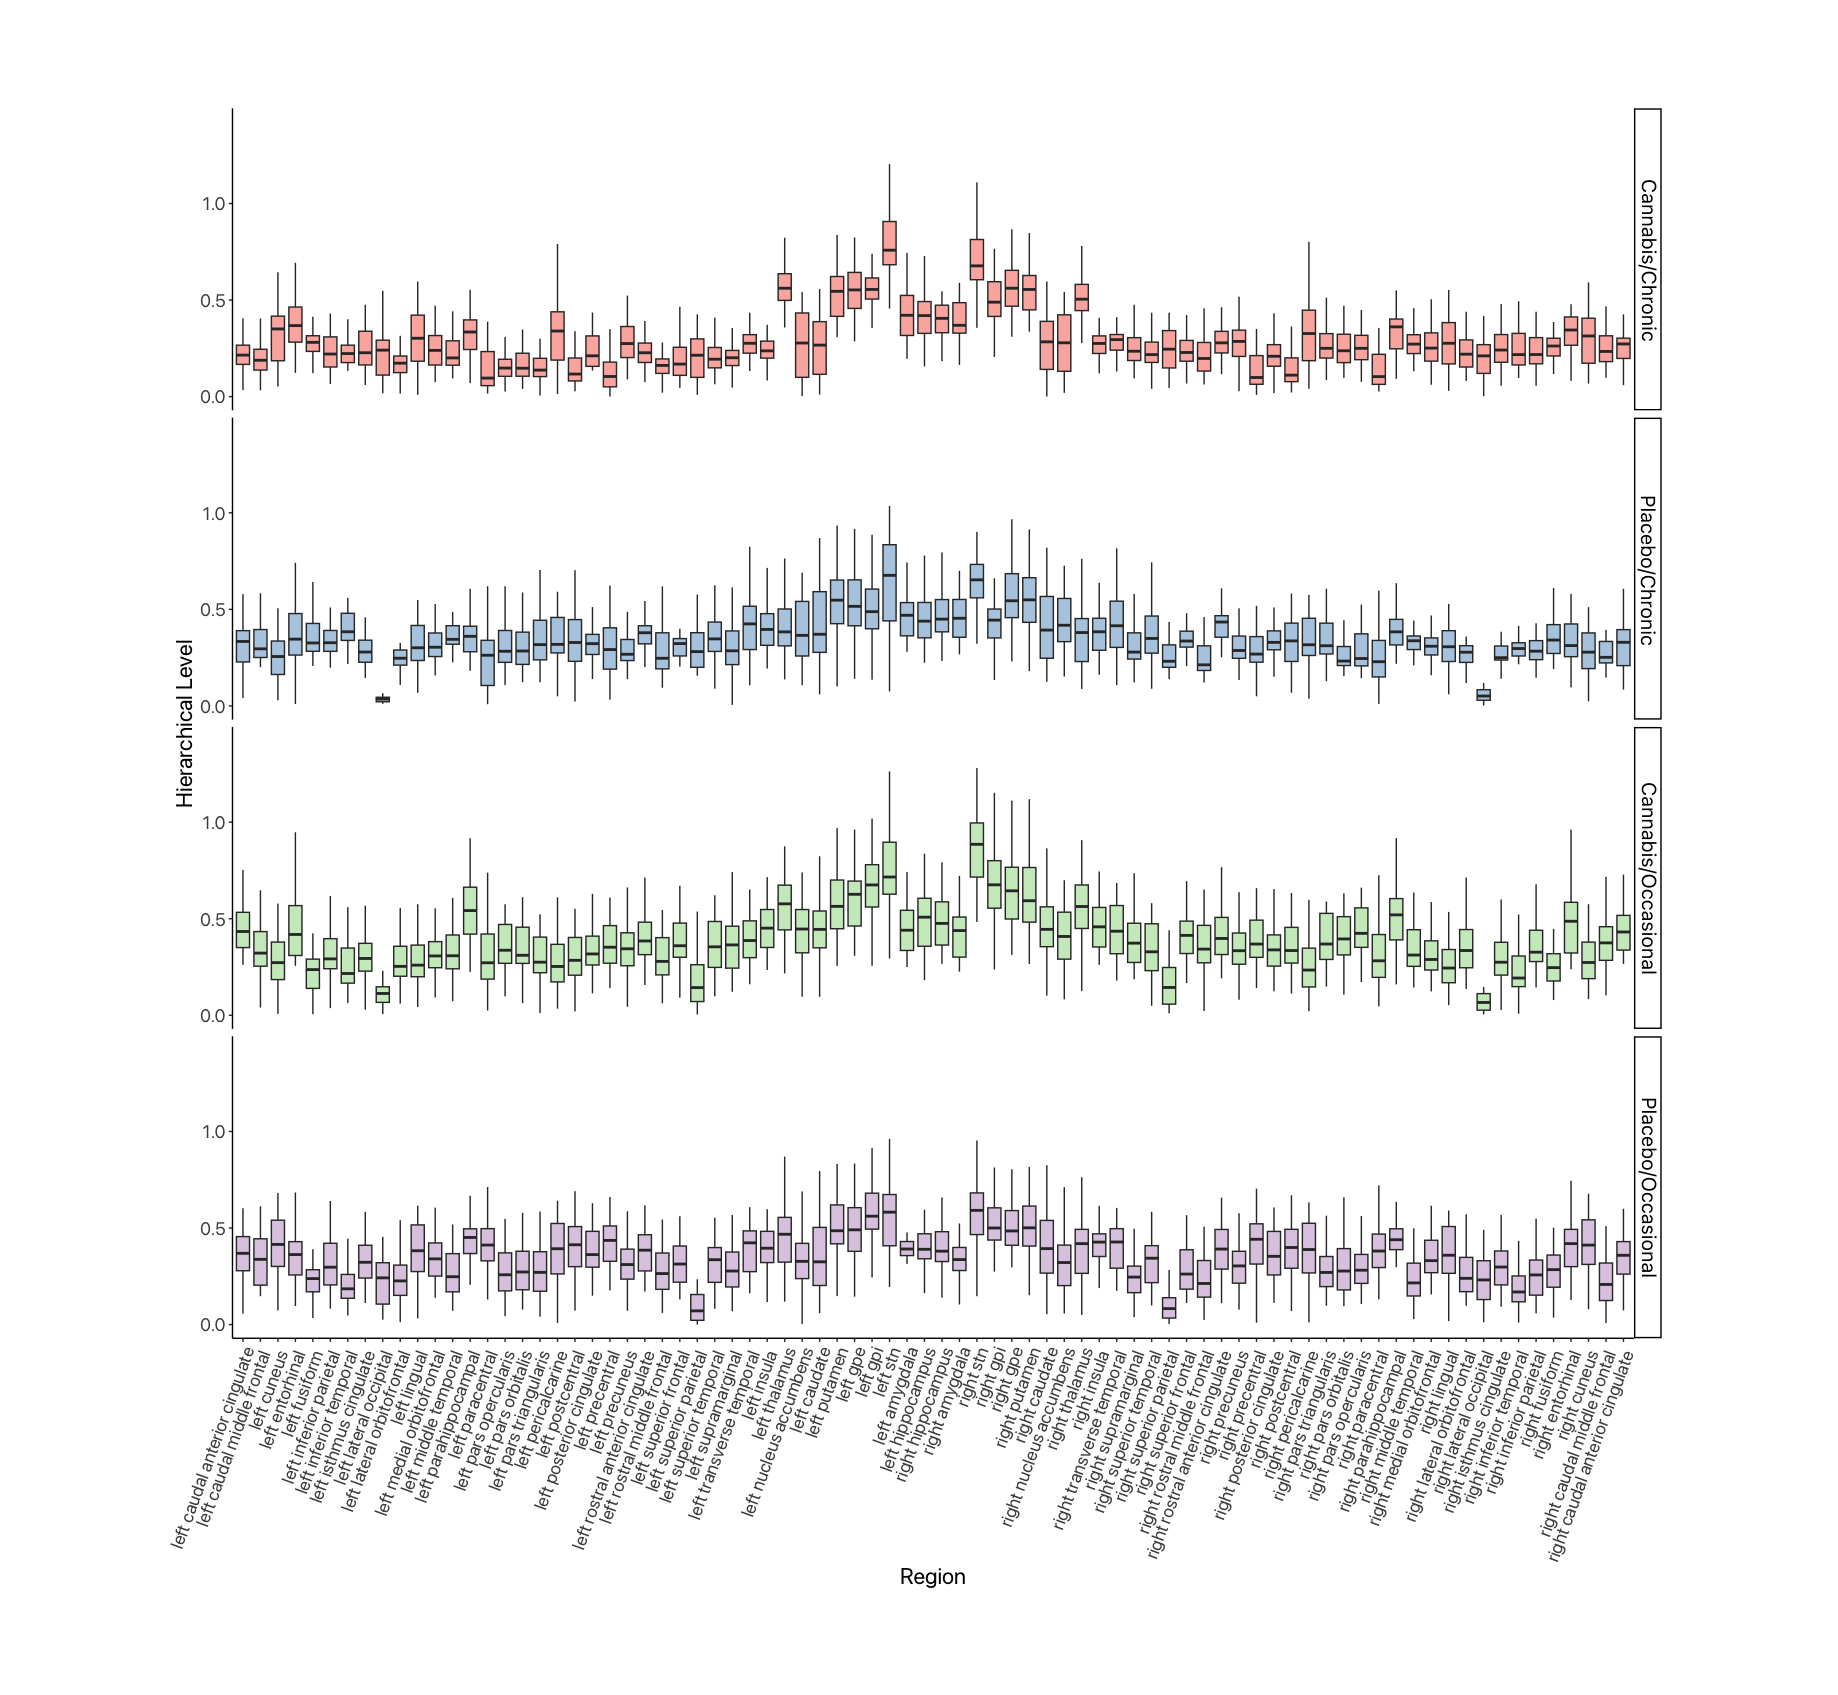 Hierarchical Level
1.0
0.5
0.0
Cannabis/Chronic
1.0
0.5
0.0
Placebo/Chronic
1.0
0.5
0.0
Cannabis/Occasional
1.0
0.5
0.0
Placebo/Occasional
left caudal anterior cingulate
left caudal middle frontal
left cuneus
left entorhinal
left fusiform
left inferior parietal
left inferior temporal
left isthmus cingulate
left lateral occipital
left lateral orbitofrontal
left lingual
left medial orbitofrontal
left middle temporal
left parahippocampal
left paracentral
left pars opercularis
left pars orbitalis
left pars triangularis
left pericalcarine
left postcentral
left posterior cingulate
left precentral
left precuneus
left rostral anterior cingulate
left rostral middle frontal
left superior frontal
left superior parietal
left superior temporal
left supramarginal
left transverse temporal
left insula
left thalamus
left nucleus accumbens
left caudate
left putamen
left gpe
left gpi
left stn
left amygdala
left hippocampus
right hippocampus
right amygdala
right stn
right gpi
right gpe
right putamen
right caudate
right nucleus accumbens
right thalamus
right insula
right transverse temporal
right supramarginal
right superior temporal
right superior parietal
right superior frontal
right rostral middle frontal
right rostral anterior cingulate
right precuneus
right precentral
right posterior cingulate
right postcentral
right pericalcarine
right pars triangularis
right pars orbitalis
right pars opercularis
right paracentral
right parahippocampal
right middle temporal
right medial orbitofrontal
right lingual
right lateral orbitofrontal
right lateral occipital
right isthmus cingulate
right inferior temporal
right inferior parietal
right fusiform
right entorhinal
right cuneus
right caudal middle frontal
right caudal anterior cingulate
Region